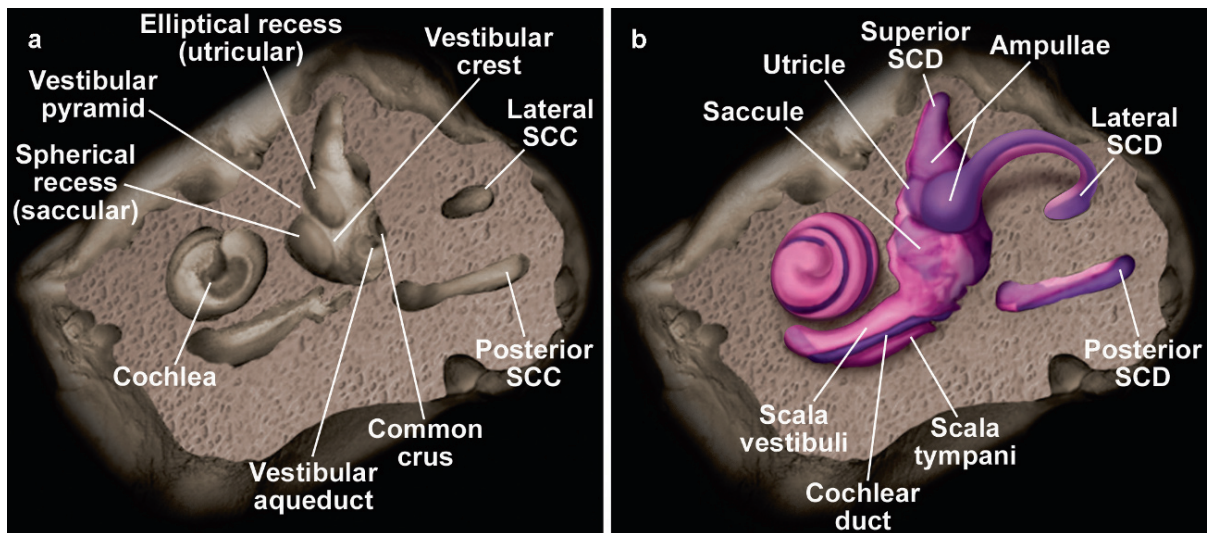 a
Elliptical recess
(utricular)
Vestibular
crest
Vestibular
pyramid
Lateral
SCC
Spherical
recess
(saccular)
Cochlea
Posterior
SCC
Common
crus
Vestibular
aqueduct
b
Superior
SCD
Ampullae
Utricle
Saccule
Lateral
SCD
Posterior
SCD
Scala
vestibuli
Scala
tympani
Cochlear
duct